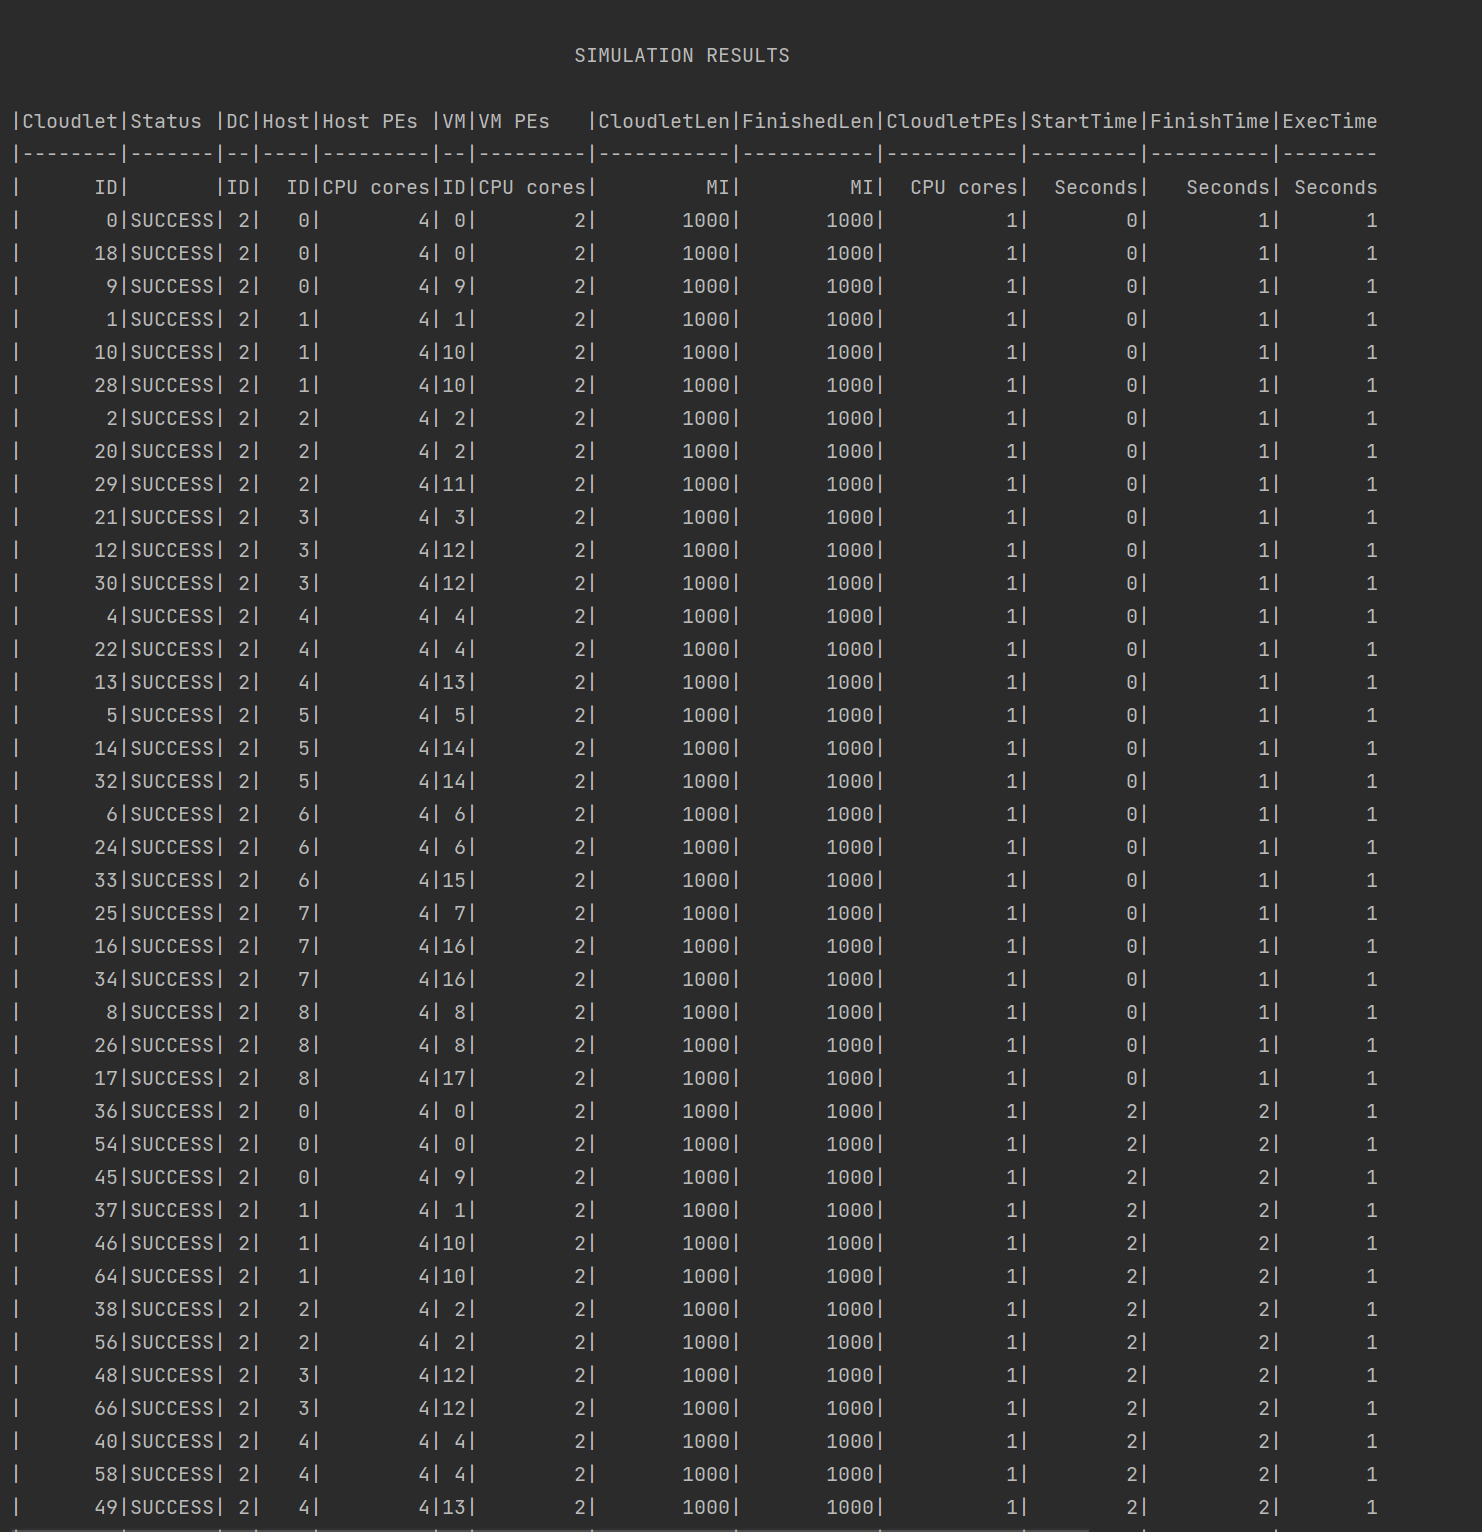 SIMULATION RESULTS
|Cloudlet|Status |DC|Host|Host PEs |VM|VM PEs   |CloudletLen|FinishedLen|CloudletPEs|StartTime|FinishTime|ExecTime
|--------|-------|--|----|---------|--|---------|-----------|-----------|-----------|---------|----------|--------
|      ID|       |ID|  ID|CPU cores|ID|CPU cores|         MI|         MI|  CPU cores|  Seconds|   Seconds| Seconds
|       0|SUCCESS| 2|   0|        4| 0|        2|       1000|       1000|          1|        0|         1|       1
|      18|SUCCESS| 2|   0|        4| 0|        2|       1000|       1000|          1|        0|         1|       1
|       9|SUCCESS| 2|   0|        4| 9|        2|       1000|       1000|          1|        0|         1|       1
|       1|SUCCESS| 2|   1|        4| 1|        2|       1000|       1000|          1|        0|         1|       1
|      10|SUCCESS| 2|   1|        4|10|        2|       1000|       1000|          1|        0|         1|       1
|      28|SUCCESS| 2|   1|        4|10|        2|       1000|       1000|          1|        0|         1|       1
|       2|SUCCESS| 2|   2|        4| 2|        2|       1000|       1000|          1|        0|         1|       1
|      20|SUCCESS| 2|   2|        4| 2|        2|       1000|       1000|          1|        0|         1|       1
|      29|SUCCESS| 2|   2|        4|11|        2|       1000|       1000|          1|        0|         1|       1
|      21|SUCCESS| 2|   3|        4| 3|        2|       1000|       1000|          1|        0|         1|       1
|      12|SUCCESS| 2|   3|        4|12|        2|       1000|       1000|          1|        0|         1|       1
|      30|SUCCESS| 2|   3|        4|12|        2|       1000|       1000|          1|        0|         1|       1
|       4|SUCCESS| 2|   4|        4| 4|        2|       1000|       1000|          1|        0|         1|       1
|      22|SUCCESS| 2|   4|        4| 4|        2|       1000|       1000|          1|        0|         1|       1
|      13|SUCCESS| 2|   4|        4|13|        2|       1000|       1000|          1|        0|         1|       1
|       5|SUCCESS| 2|   5|        4| 5|        2|       1000|       1000|          1|        0|         1|       1
|      14|SUCCESS| 2|   5|        4|14|        2|       1000|       1000|          1|        0|         1|       1
|      32|SUCCESS| 2|   5|        4|14|        2|       1000|       1000|          1|        0|         1|       1
|       6|SUCCESS| 2|   6|        4| 6|        2|       1000|       1000|          1|        0|         1|       1
|      24|SUCCESS| 2|   6|        4| 6|        2|       1000|       1000|          1|        0|         1|       1
|      33|SUCCESS| 2|   6|        4|15|        2|       1000|       1000|          1|        0|         1|       1
|      25|SUCCESS| 2|   7|        4| 7|        2|       1000|       1000|          1|        0|         1|       1
|      16|SUCCESS| 2|   7|        4|16|        2|       1000|       1000|          1|        0|         1|       1
|      34|SUCCESS| 2|   7|        4|16|        2|       1000|       1000|          1|        0|         1|       1
|       8|SUCCESS| 2|   8|        4| 8|        2|       1000|       1000|          1|        0|         1|       1
|      26|SUCCESS| 2|   8|        4| 8|        2|       1000|       1000|          1|        0|         1|       1
|      17|SUCCESS| 2|   8|        4|17|        2|       1000|       1000|          1|        0|         1|       1
|      36|SUCCESS| 2|   0|        4| 0|        2|       1000|       1000|          1|        2|         2|       1
|      54|SUCCESS| 2|   0|        4| 0|        2|       1000|       1000|          1|        2|         2|       1
|      45|SUCCESS| 2|   0|        4| 9|        2|       1000|       1000|          1|        2|         2|       1
|      37|SUCCESS| 2|   1|        4| 1|        2|       1000|       1000|          1|        2|         2|       1
|      46|SUCCESS| 2|   1|        4|10|        2|       1000|       1000|          1|        2|         2|       1
|      64|SUCCESS| 2|   1|        4|10|        2|       1000|       1000|          1|        2|         2|       1
|      38|SUCCESS| 2|   2|        4| 2|        2|       1000|       1000|          1|        2|         2|       1
|      56|SUCCESS| 2|   2|        4| 2|        2|       1000|       1000|          1|        2|         2|       1
|      48|SUCCESS| 2|   3|        4|12|        2|       1000|       1000|          1|        2|         2|       1
|      66|SUCCESS| 2|   3|        4|12|        2|       1000|       1000|          1|        2|         2|       1
|      40|SUCCESS| 2|   4|        4| 4|        2|       1000|       1000|          1|        2|         2|       1
|      58|SUCCESS| 2|   4|        4| 4|        2|       1000|       1000|          1|        2|         2|       1
|      49|SUCCESS| 2|   4|        4|13|        2|       1000|       1000|          1|        2|         2|       1